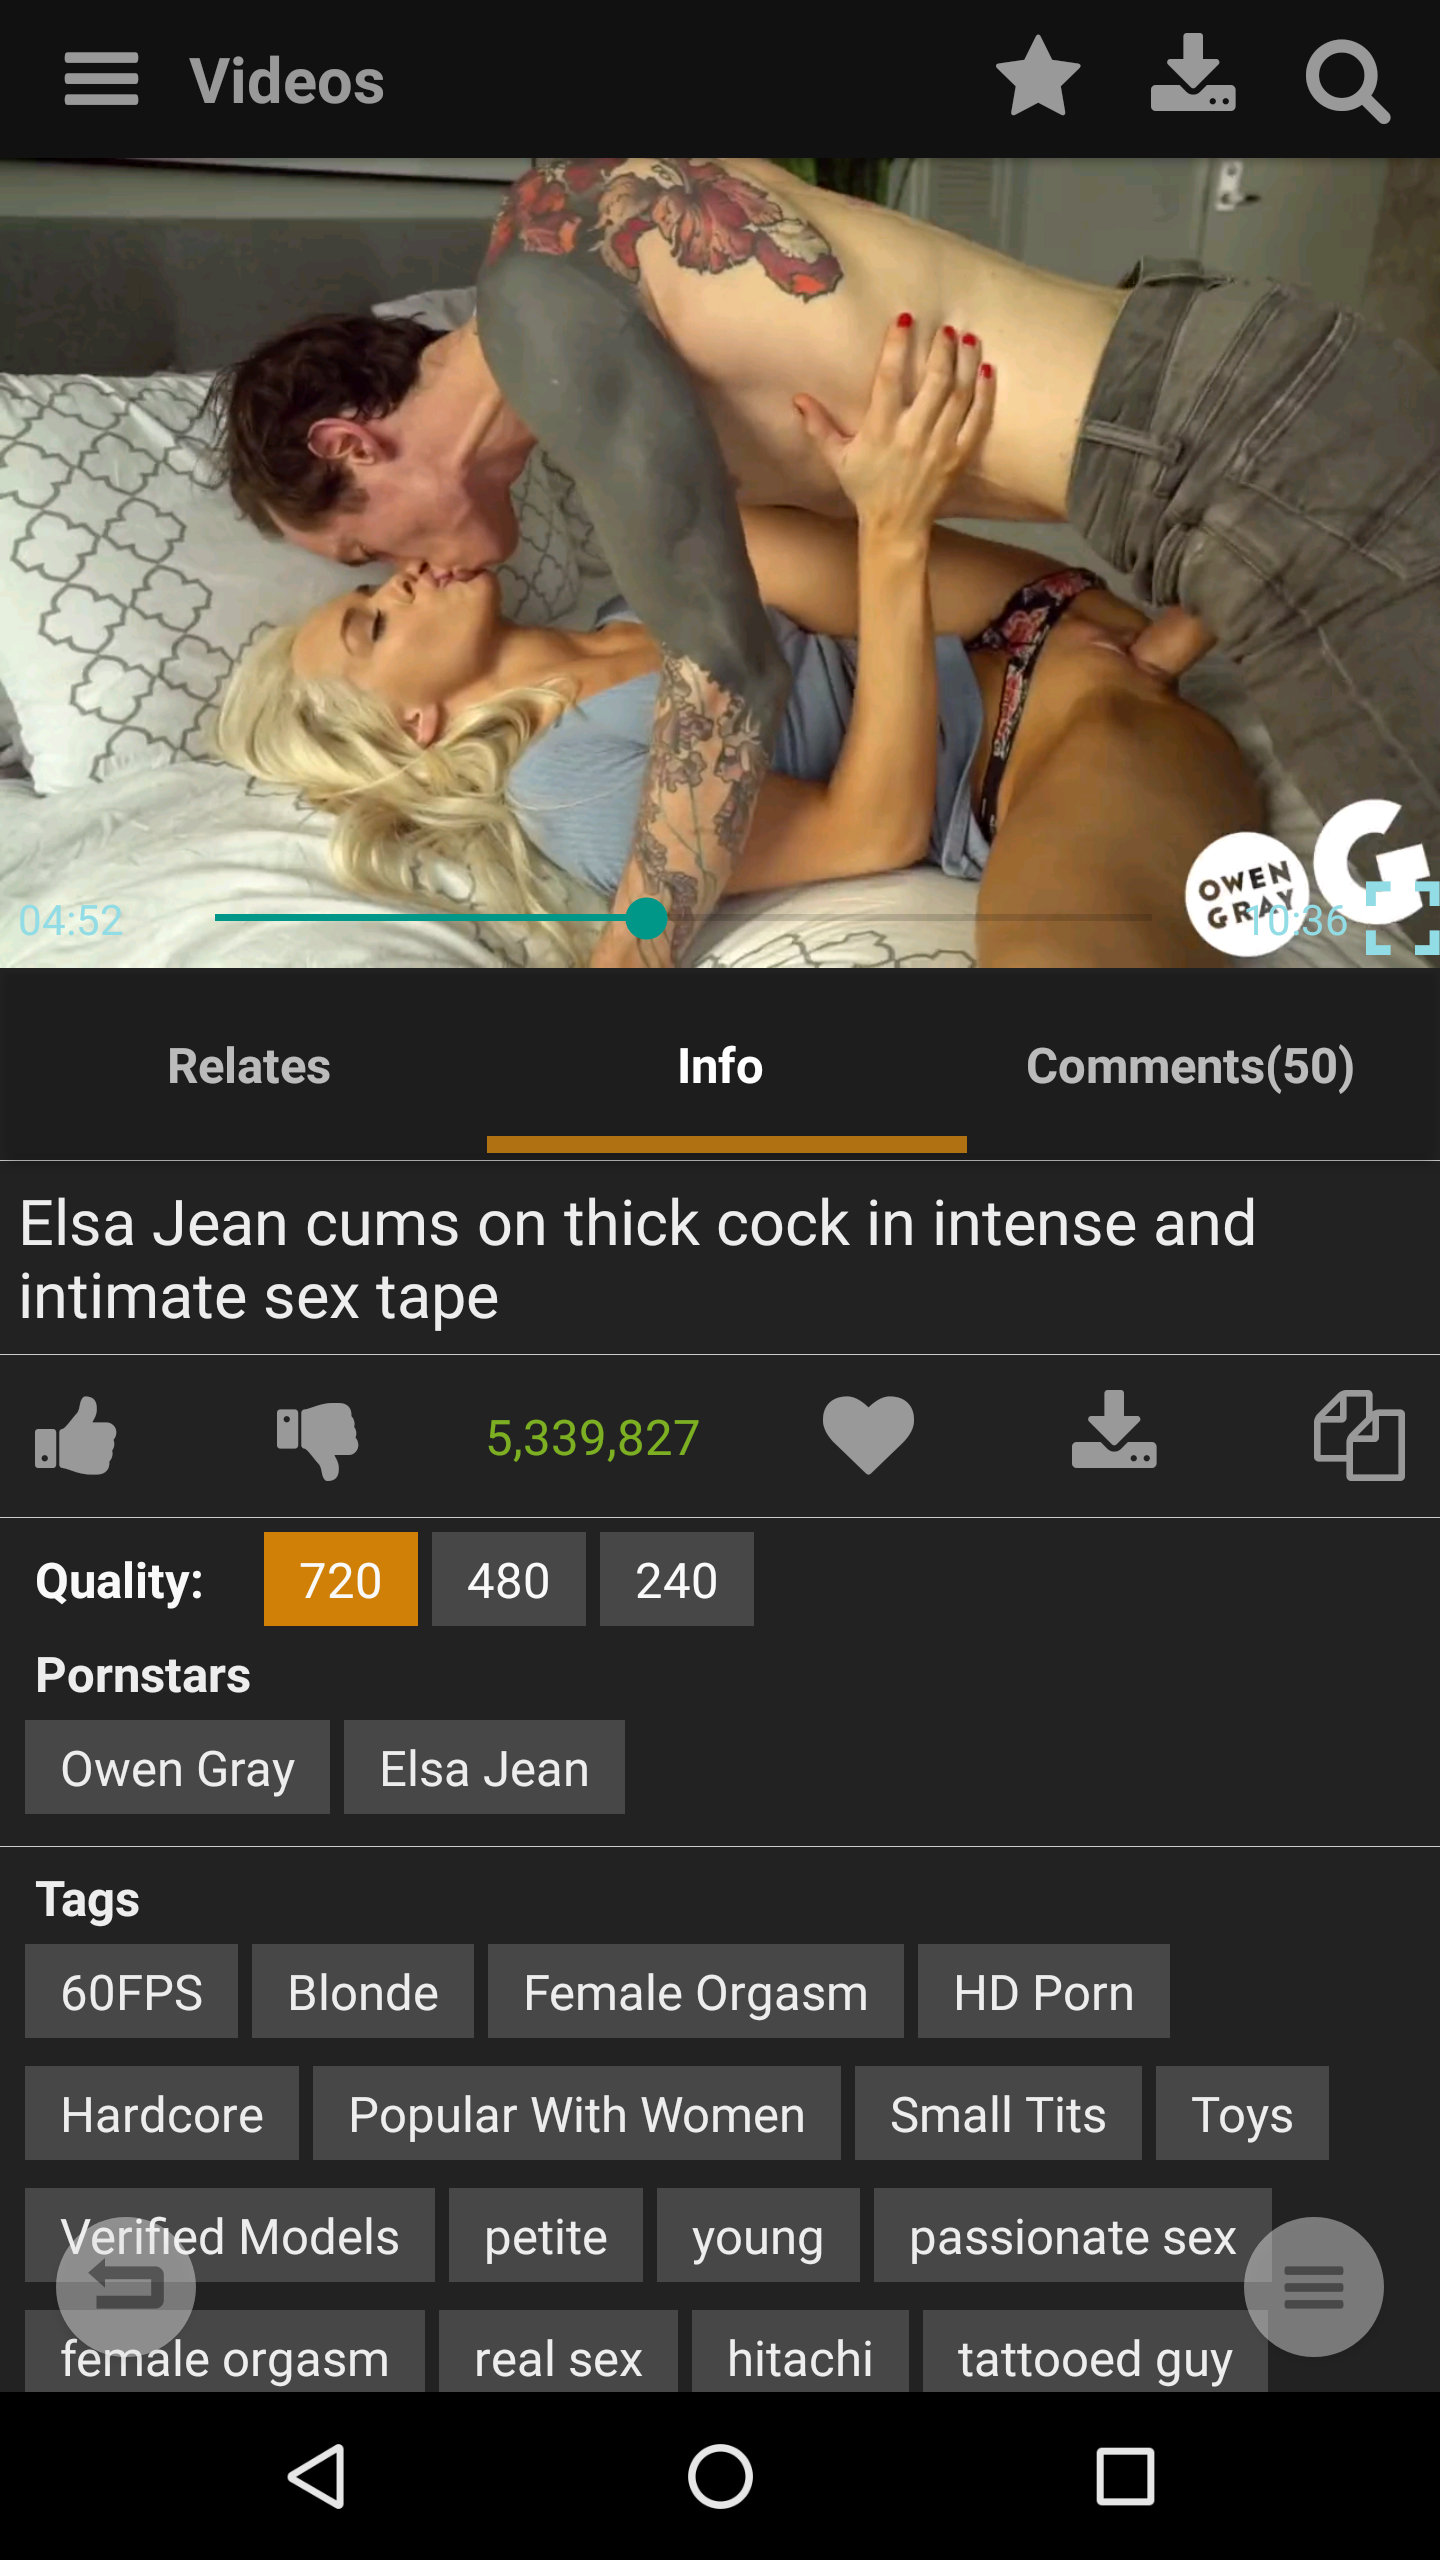 Videos
OWEN
GRAY
G
04:52
10:36
Relates
Info
Comments(50)
Elsa Jean cums on thick cock in intense and
intimate sex tape
5,339,827
Quality:
720
480
240
Pornstars
Owen Gray
Elsa Jean
Tags
60FPS
Blonde
Female Orgasm
HD Porn
Hardcore
Popular With Women
Small Tits
Toys
Verified Models
petite
young
passionate sex
female orgasm
real sex
hitachi
tattooed guy